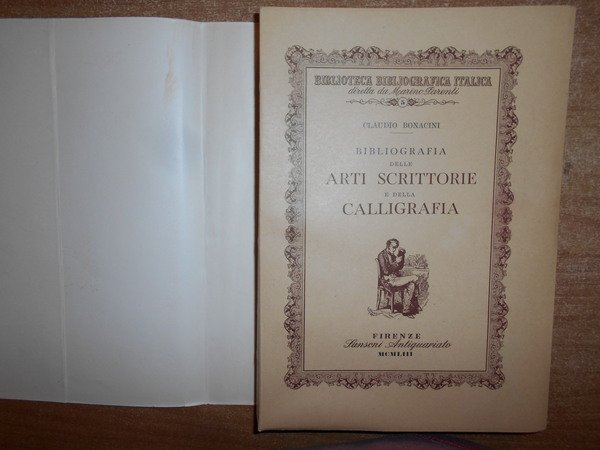 BIBLIOTECA BIBLIOGRAFICA ITALICA
diretta da Marino Parenti
5
CLAUDIO BONACINI
BIBLIOGRAFIA
DELLE
ARTI SCRITTORIE
E DELLA
CALLIGRAFIA
FIRENZE
Sansoni Antiquariato
MCMLIII